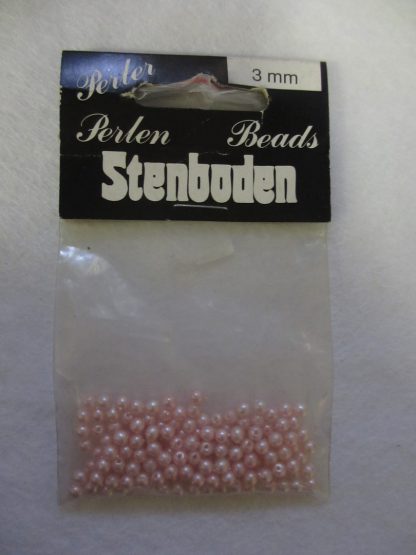 Perler
3 mm
Perlen Beads
Stenboden